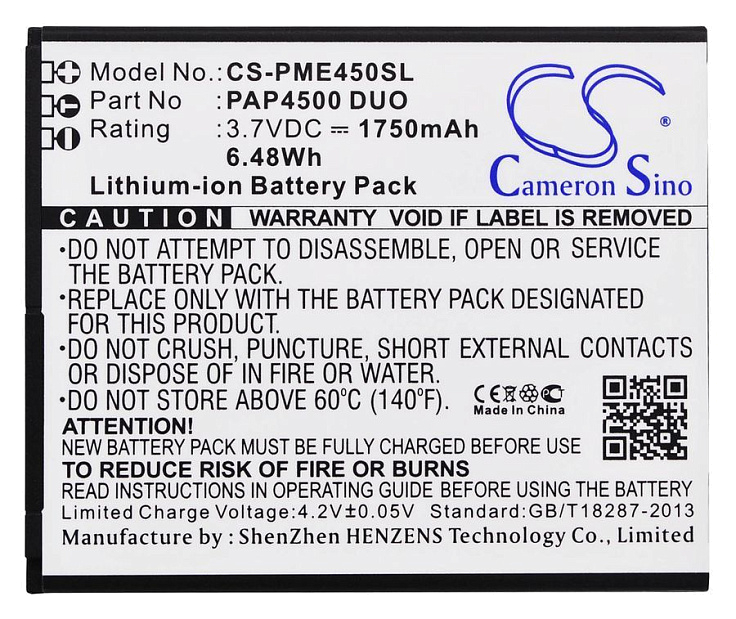 Model No.:CS-PME450SL
Part No :PAP4500 DUO
Rating :3.7VDC ⎓ 1750mAh
6.48Wh
Lithium-ion Battery Pack
CS ®
Cameron Sino
CAUTION WARRANTY VOID IF LABEL IS REMOVED
·DO NOT ATTEMPT TO DISASSEMBLE, OPEN OR SERVICE
THE BATTERY PACK.
·REPLACE ONLY WITH THE BATTERY PACK DESIGNATED
FOR THIS PRODUCT.
·DO NOT CRUSH, PUNCTURE, SHORT EXTERNAL CONTACTS
OR DISPOSE OF IN FIRE OR WATER.
·DO NOT STORE ABOVE 60°C (140°F).
CE
Made In China
ATTENTION!
NEW BATTERY PACK MUST BE FULLY CHARGED BEFORE USE
TO REDUCE RISK OF FIRE OR BURNS
READ INSTRUCTIONS IN OPERATING GUIDE BEFORE USING THE BATTERY
Limited Charge Voltage:4.2V±0.05V Standard:GB/T18287-2013
Manufacture by : ShenZhen HENZENS Technology Co., Limited